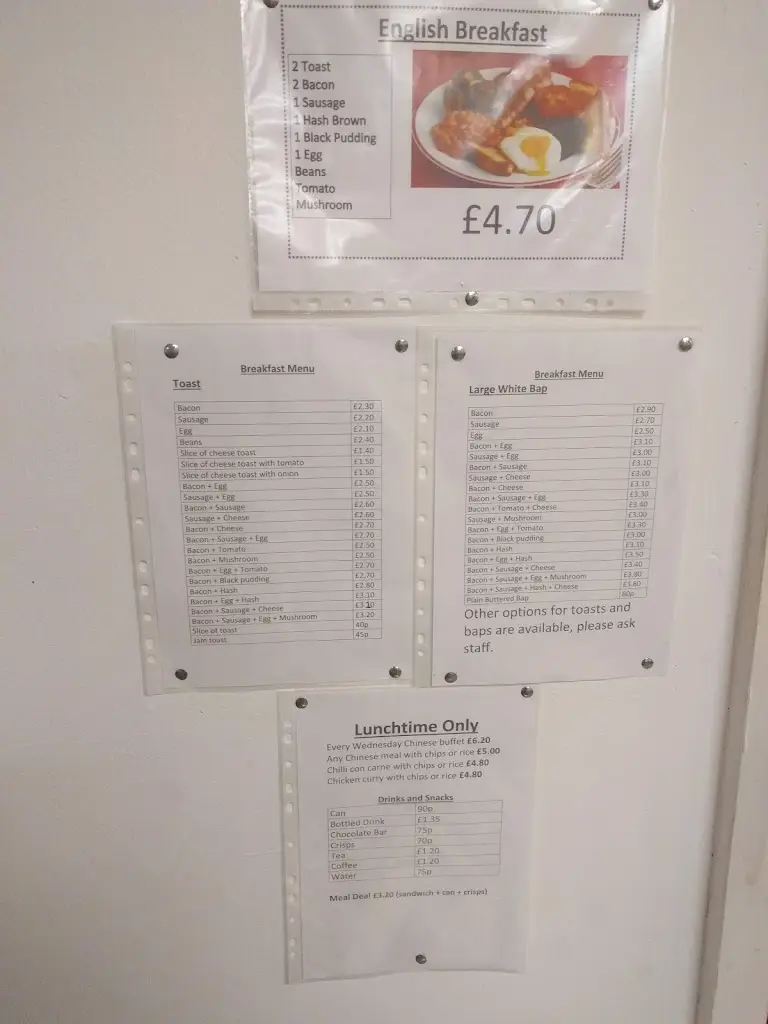 English Breakfast
2 Toast
2 Bacon
1 Sausage
1 Hash Brown
1 Black Pudding
1 Egg
Beans
Tomato
Mushroom
£4.70
Breakfast Menu
Toast
Bacon £2.30
Sausage £2.20
Egg £2.10
Beans £2.40
Slice of cheese toast £1.40
Slice of cheese toast with tomato £1.50
Slice of cheese toast with onion £1.50
Bacon + Egg £2.50
Sausage + Egg £2.50
Bacon + Sausage £2.60
Sausage + Cheese £2.60
Bacon + Cheese £2.70
Bacon + Sausage + Egg £2.70
Bacon + Tomato £2.50
Bacon + Mushroom £2.50
Bacon + Egg + Tomato £2.70
Bacon + Black pudding £2.70
Bacon + Hash £2.80
Bacon + Egg + Hash £3.10
Bacon + Sausage + Cheese £3.10
Bacon + Sausage + Egg + Mushroom £3.20
Slice of toast 40p
Jam toast 45p
Breakfast Menu
Large White Bap
Bacon £2.90
Sausage £2.70
Egg £2.50
Bacon + Egg £3.10
Sausage + Egg £3.00
Bacon + Sausage £3.10
Sausage + Cheese £3.00
Bacon + Cheese £3.10
Bacon + Sausage + Egg £3.30
Bacon + Tomato + Cheese £3.40
Sausage + Mushroom £3.00
Bacon + Egg + Tomato £3.30
Bacon + Black pudding £3.00
Bacon + Hash £3.10
Bacon + Egg + Hash £3.50
Bacon + Sausage + Cheese £3.40
Bacon + Sausage + Egg + Mushroom £3.80
Bacon + Sausage + Hash + Cheese £3.80
Plain Buttered Bap 80p
Other options for toasts and
baps are available, please ask
staff.
Lunchtime Only
Every Wednesday Chinese buffet £6.20
Any Chinese meal with chips or rice £5.00
Chilli con carne with chips or rice £4.80
Chicken curry with chips or rice £4.80
Drinks and Snacks
Can 90p
Bottled Drink £1.35
Chocolate Bar 75p
Crisps 70p
Tea £1.20
Coffee £1.20
Water 75p
Meal Deal £3.20 (sandwich + can + crisps)